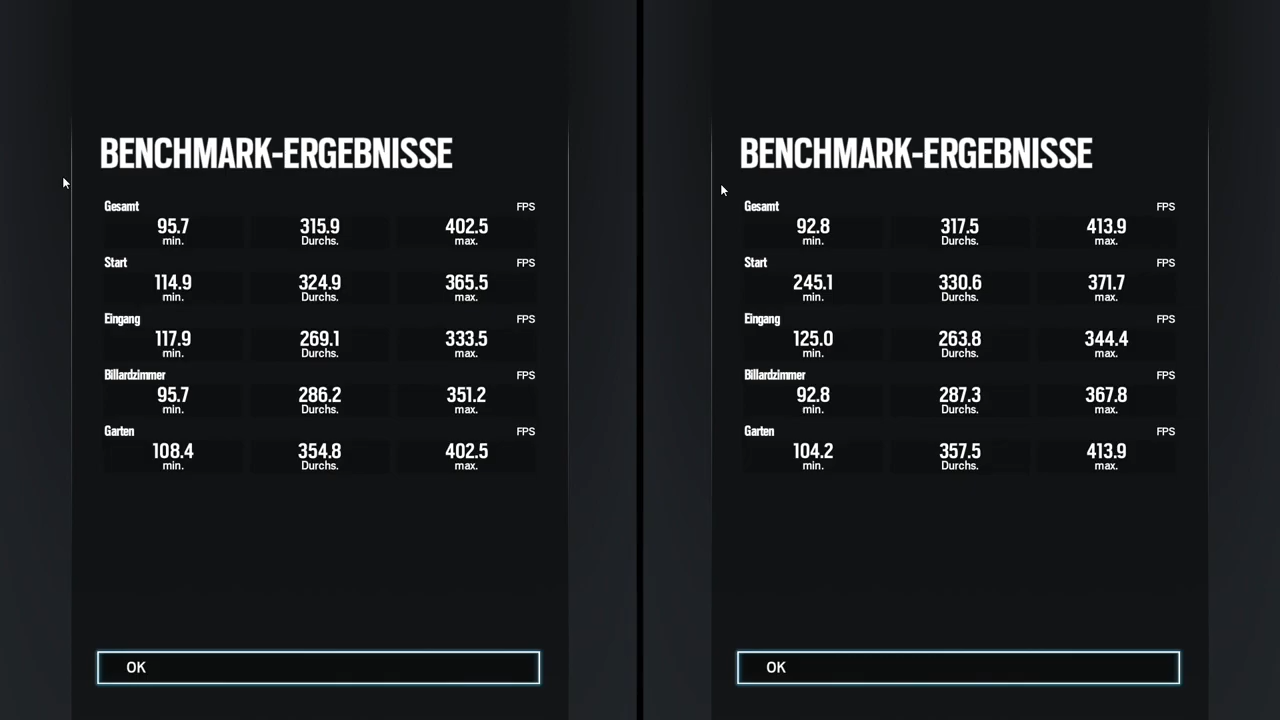 BENCHMARK-ERGEBNISSE
Gesamt FPS
95.7 315.9 402.5
min. Durchs. max.
Start FPS
114.9 324.9 365.5
min. Durchs. max.
Eingang FPS
117.9 269.1 333.5
min. Durchs. max.
Billardzimmer FPS
95.7 286.2 351.2
min. Durchs. max.
Garten FPS
108.4 354.8 402.5
min. Durchs. max.
OK
BENCHMARK-ERGEBNISSE
Gesamt FPS
92.8 317.5 413.9
min. Durchs. max.
Start FPS
245.1 330.6 371.7
min. Durchs. max.
Eingang FPS
125.0 263.8 344.4
min. Durchs. max.
Billardzimmer FPS
92.8 287.3 367.8
min. Durchs. max.
Garten FPS
104.2 357.5 413.9
min. Durchs. max.
OK